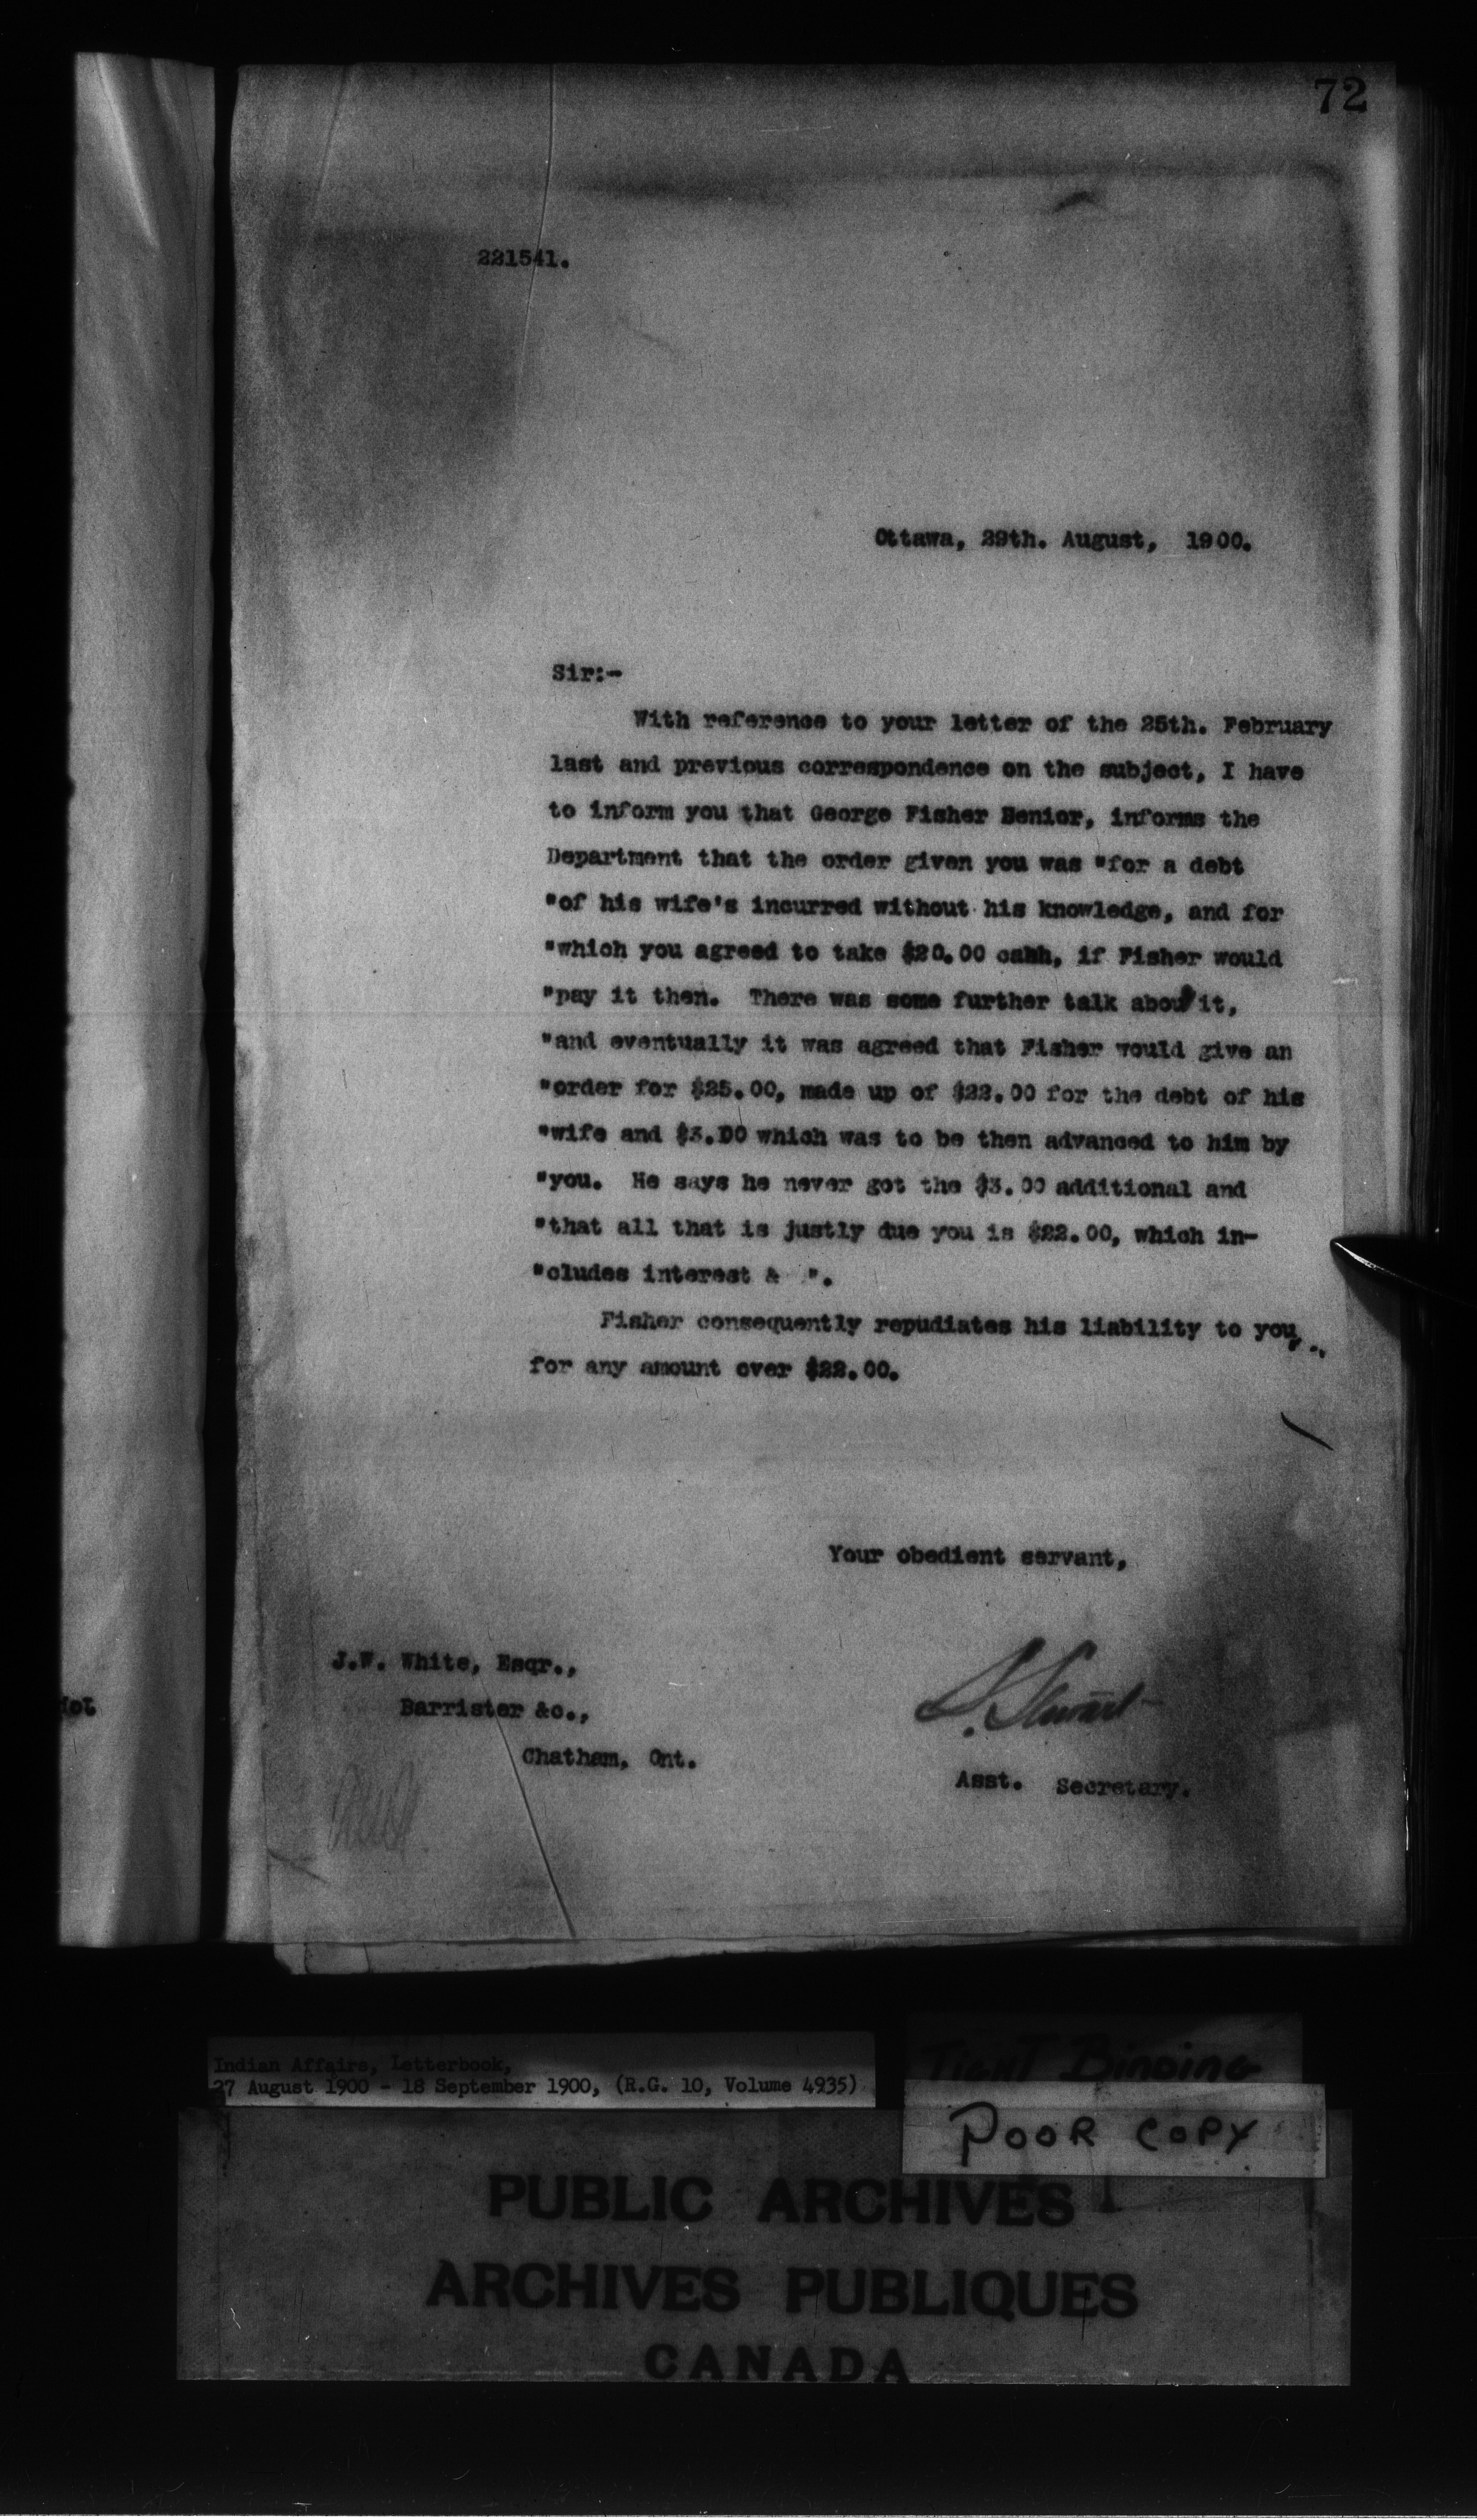 72
221541.
Ottawa, 29th. August, 1900.
Sir:-
With reference to your letter of the 25th. February
last and previous correspondence on the subject, I have
to inform you that George Fisher Senior, informs the
Department that the order given you was "for a debt
"of his wife's incurred without his knowledge, and for
"which you agreed to take $20.00 cash, if Fisher would
"pay it then. There was some further talk about it,
"and eventually it was agreed that Fisher would give an
"order for $25.00, made up of $22.00 for the debt of his
"wife and $3.00 which was to be then advanced to him by
"you. He says he never got the $3.00 additional and
"that all that is justly due you is $22.00, which in-
"cludes interest & ".
Fisher consequently repudiates his liability to you
for any amount over $22.00.
Your obedient servant,
J.W. White, Esqr.,
Barrister &c.,
Chatham, Ont.
S. Stewart
Asst. Secretary.
Indian Affairs, Letterbook,
27 August 1900 - 18 September 1900, (R.G. 10, Volume 4935)
Tight Binding
POOR COPY
PUBLIC ARCHIVES
ARCHIVES PUBLIQUES
CANADA